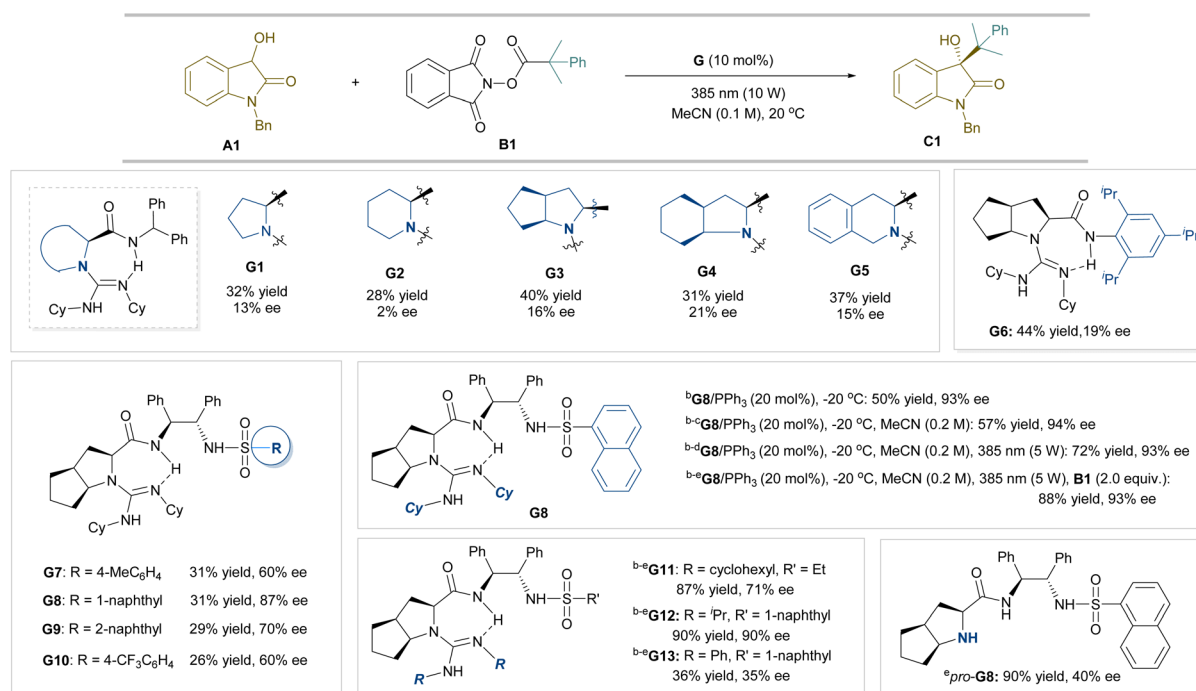 HO
O
N
Bn
A1
+
O
N
O
O
O
Ph
B1
G (10 mol%)
385 nm (10 W)
MeCN (0.1 M), 20 °C
HO
Ph
O
N
Bn
C1
O
N
H
Ph
Ph
N
N
Cy
NH
Cy
N
G1
32% yield
13% ee
N
G2
28% yield
2% ee
N
G3
40% yield
16% ee
N
G4
31% yield
21% ee
N
G5
37% yield
15% ee
O
iPr
iPr
iPr
N
N
H
N
Cy
N
H
Cy
G6: 44% yield,19% ee
Ph
Ph
O
O
N
NH
S
R
O
H
N
N
Cy
NH
Cy
G7: R = 4-MeC6H4 31% yield, 60% ee
G8: R = 1-naphthyl 31% yield, 87% ee
G9: R = 2-naphthyl 29% yield, 70% ee
G10: R = 4-CF3C6H4 26% yield, 60% ee
Ph
Ph
O
O
N
NH
S
O
H
N
N
Cy
NH
Cy
G8
bG8/PPh3 (20 mol%), -20 °C: 50% yield, 93% ee
b-cG8/PPh3 (20 mol%), -20 °C, MeCN (0.2 M): 57% yield, 94% ee
b-dG8/PPh3 (20 mol%), -20 °C, MeCN (0.2 M), 385 nm (5 W): 72% yield, 93% ee
b-eG8/PPh3 (20 mol%), -20 °C, MeCN (0.2 M), 385 nm (5 W), B1 (2.0 equiv.):
88% yield, 93% ee
Ph
Ph
O
O
N
NH
S
R'
O
H
N
N
R
NH
R
b-eG11: R = cyclohexyl, R' = Et
87% yield, 71% ee
b-eG12: R = iPr, R' = 1-naphthyl
90% yield, 90% ee
b-eG13: R = Ph, R' = 1-naphthyl
36% yield, 35% ee
Ph
Ph
O
O
HN
NH
S
O
NH
epro-G8: 90% yield, 40% ee